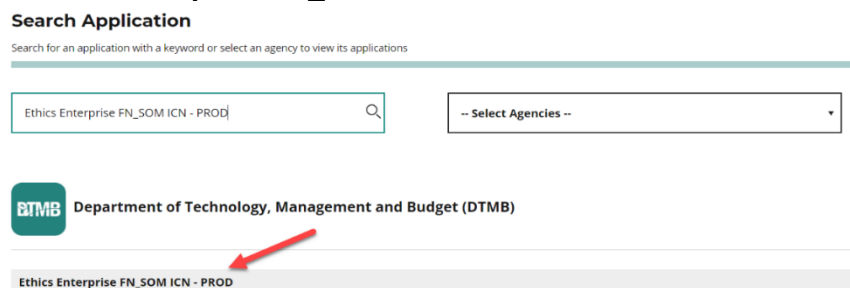 Search Application
Search for an application with a keyword or select an agency to view its applications
Ethics Enterprise FN_SOM ICN - PROD
-- Select Agencies --
DTMB
Department of Technology, Management and Budget (DTMB)
Ethics Enterprise FN_SOM ICN - PROD